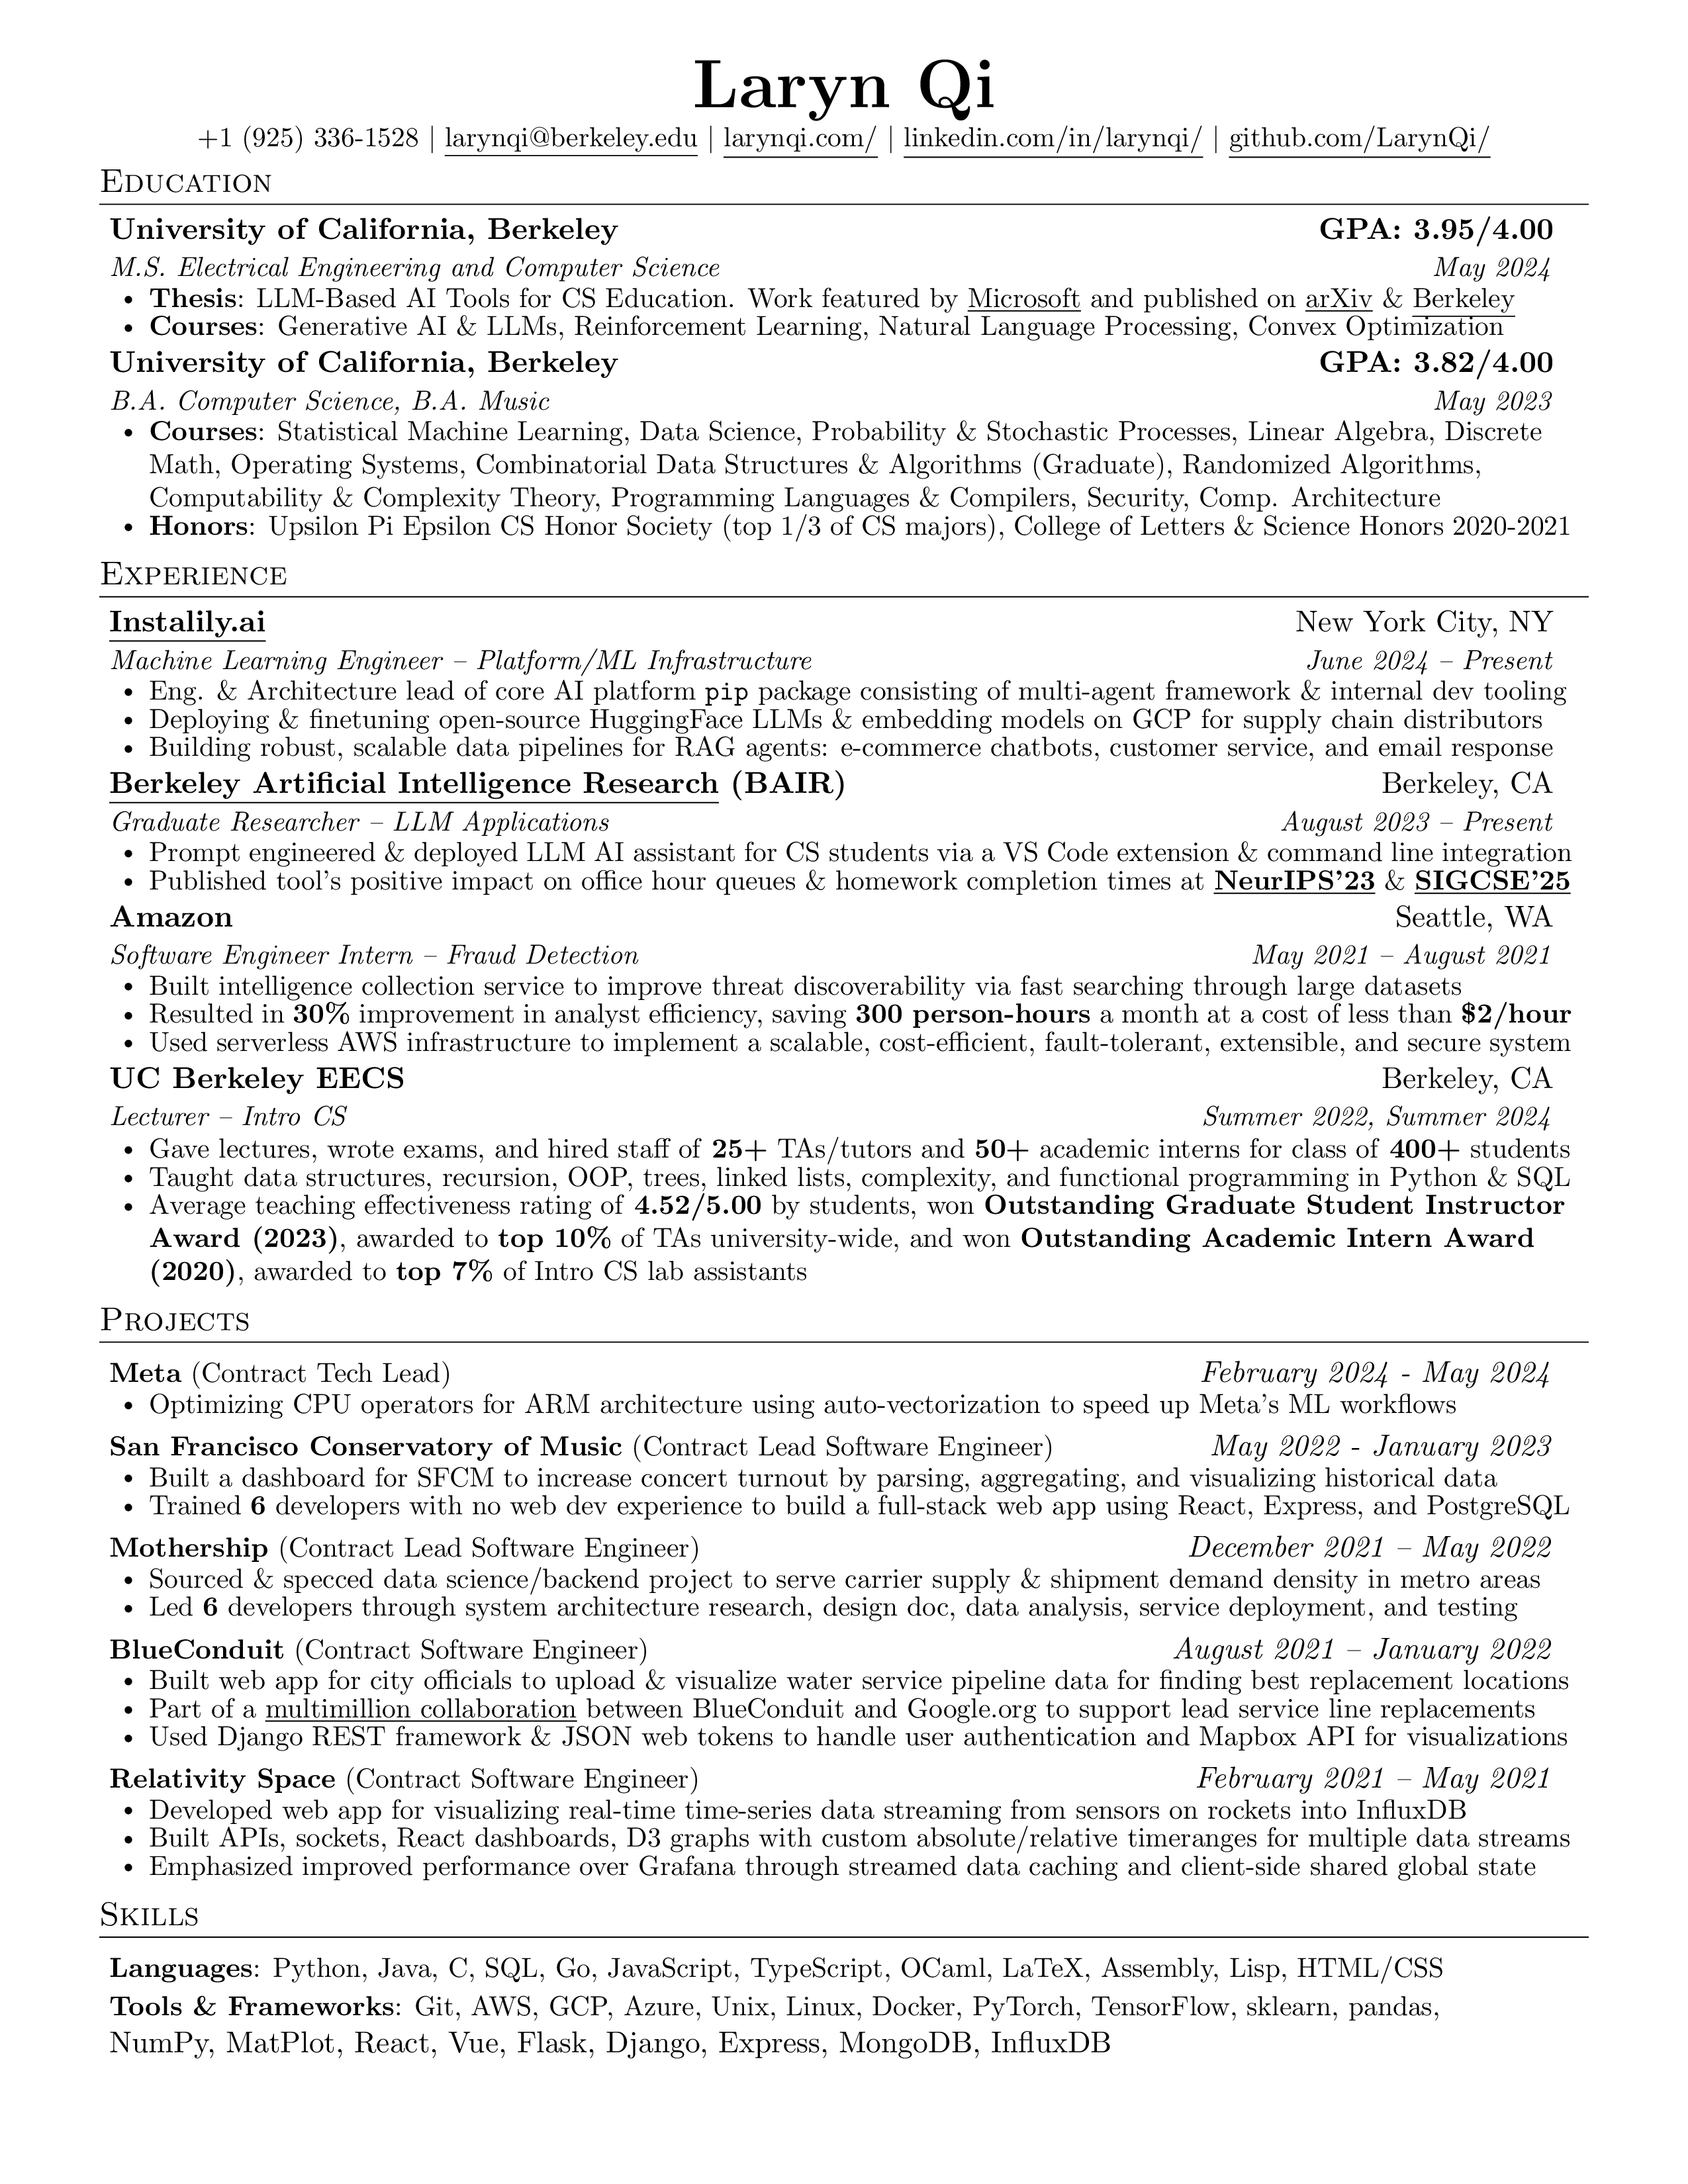 Laryn Qi
+1 (925) 336-1528 | larynqi@berkeley.edu | larynqi.com/ | linkedin.com/in/larynqi/ | github.com/LarynQi/
Education
University of California, Berkeley GPA: 3.95/4.00
M.S. Electrical Engineering and Computer Science May 2024
• Thesis: LLM-Based AI Tools for CS Education. Work featured by Microsoft and published on arXiv & Berkeley
• Courses: Generative AI & LLMs, Reinforcement Learning, Natural Language Processing, Convex Optimization
University of California, Berkeley GPA: 3.82/4.00
B.A. Computer Science, B.A. Music May 2023
• Courses: Statistical Machine Learning, Data Science, Probability & Stochastic Processes, Linear Algebra, Discrete
Math, Operating Systems, Combinatorial Data Structures & Algorithms (Graduate), Randomized Algorithms,
Computability & Complexity Theory, Programming Languages & Compilers, Security, Comp. Architecture
• Honors: Upsilon Pi Epsilon CS Honor Society (top 1/3 of CS majors), College of Letters & Science Honors 2020-2021
Experience
Instalily.ai New York City, NY
Machine Learning Engineer – Platform/ML Infrastructure June 2024 – Present
• Eng. & Architecture lead of core AI platform pip package consisting of multi-agent framework & internal dev tooling
• Deploying & finetuning open-source HuggingFace LLMs & embedding models on GCP for supply chain distributors
• Building robust, scalable data pipelines for RAG agents: e-commerce chatbots, customer service, and email response
Berkeley Artificial Intelligence Research (BAIR) Berkeley, CA
Graduate Researcher – LLM Applications August 2023 – Present
• Prompt engineered & deployed LLM AI assistant for CS students via a VS Code extension & command line integration
• Published tool's positive impact on office hour queues & homework completion times at NeurIPS'23 & SIGCSE'25
Amazon Seattle, WA
Software Engineer Intern – Fraud Detection May 2021 – August 2021
• Built intelligence collection service to improve threat discoverability via fast searching through large datasets
• Resulted in 30% improvement in analyst efficiency, saving 300 person-hours a month at a cost of less than $2/hour
• Used serverless AWS infrastructure to implement a scalable, cost-efficient, fault-tolerant, extensible, and secure system
UC Berkeley EECS Berkeley, CA
Lecturer – Intro CS Summer 2022, Summer 2024
• Gave lectures, wrote exams, and hired staff of 25+ TAs/tutors and 50+ academic interns for class of 400+ students
• Taught data structures, recursion, OOP, trees, linked lists, complexity, and functional programming in Python & SQL
• Average teaching effectiveness rating of 4.52/5.00 by students, won Outstanding Graduate Student Instructor
Award (2023), awarded to top 10% of TAs university-wide, and won Outstanding Academic Intern Award
(2020), awarded to top 7% of Intro CS lab assistants
Projects
Meta (Contract Tech Lead) February 2024 - May 2024
• Optimizing CPU operators for ARM architecture using auto-vectorization to speed up Meta's ML workflows
San Francisco Conservatory of Music (Contract Lead Software Engineer) May 2022 - January 2023
• Built a dashboard for SFCM to increase concert turnout by parsing, aggregating, and visualizing historical data
• Trained 6 developers with no web dev experience to build a full-stack web app using React, Express, and PostgreSQL
Mothership (Contract Lead Software Engineer) December 2021 – May 2022
• Sourced & specced data science/backend project to serve carrier supply & shipment demand density in metro areas
• Led 6 developers through system architecture research, design doc, data analysis, service deployment, and testing
BlueConduit (Contract Software Engineer) August 2021 – January 2022
• Built web app for city officials to upload & visualize water service pipeline data for finding best replacement locations
• Part of a multimillion collaboration between BlueConduit and Google.org to support lead service line replacements
• Used Django REST framework & JSON web tokens to handle user authentication and Mapbox API for visualizations
Relativity Space (Contract Software Engineer) February 2021 – May 2021
• Developed web app for visualizing real-time time-series data streaming from sensors on rockets into InfluxDB
• Built APIs, sockets, React dashboards, D3 graphs with custom absolute/relative timeranges for multiple data streams
• Emphasized improved performance over Grafana through streamed data caching and client-side shared global state
Skills
Languages: Python, Java, C, SQL, Go, JavaScript, TypeScript, OCaml, LaTeX, Assembly, Lisp, HTML/CSS
Tools & Frameworks: Git, AWS, GCP, Azure, Unix, Linux, Docker, PyTorch, TensorFlow, sklearn, pandas,
NumPy, MatPlot, React, Vue, Flask, Django, Express, MongoDB, InfluxDB